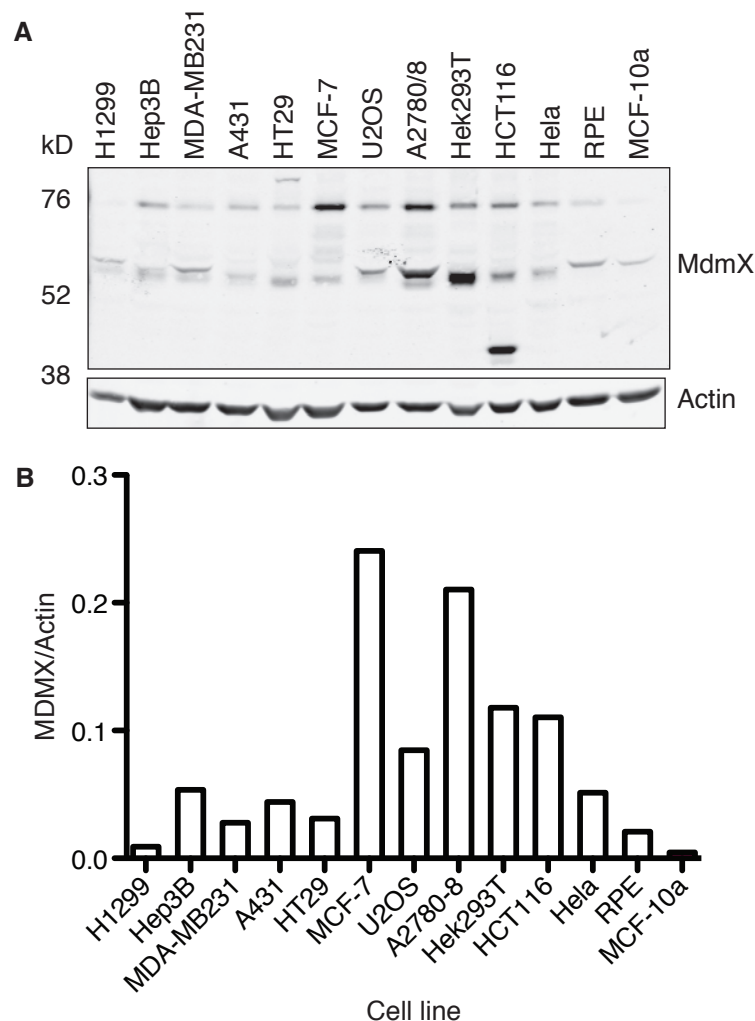 A
H1299 Hep3B MDA-MB231 A431 HT29 MCF-7 U2OS A2780/8 Hek293T HCT116 Hela RPE MCF-10a
kD
76
52
38
MdmX
Actin
B
MDMX/Actin
0.3
0.2
0.1
0.0
H1299 Hep3B MDA-MB231 A431 HT29 MCF-7 U2OS A2780-8 Hek293T HCT116 Hela RPE MCF-10a
Cell line